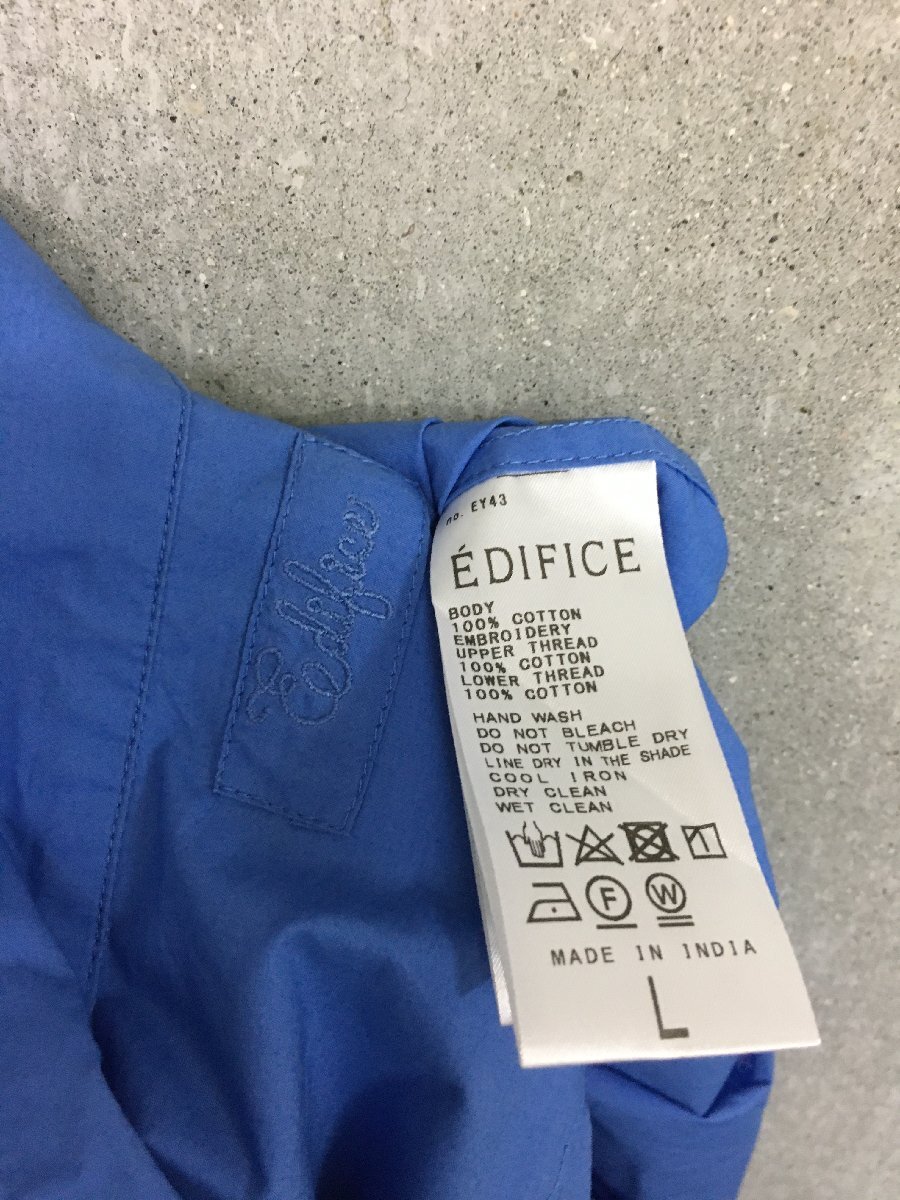 Edifice
no. EY43
ÉDIFICE
BODY
100% COTTON
EMBROIDERY
UPPER THREAD
100% COTTON
LOWER THREAD
100% COTTON
HAND WASH
DO NOT BLEACH
DO NOT TUMBLE DRY
LINE DRY IN THE SHADE
COOL IRON
DRY CLEAN
WET CLEAN
F W
MADE IN INDIA
L